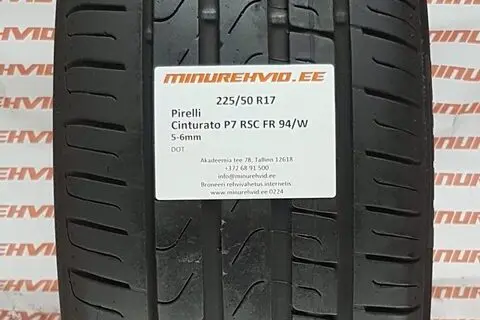 MINUREHVID.EE
225/50 R17
Pirelli
Cinturato P7 RSC FR 94/W
5-6mm
DOT
Akadeemia tee 78, Tallinn 12618
+372 68 91 500
info@minurehvid.ee
Broneeri rehvivahetus internetis
www.minurehvid.ee 0224